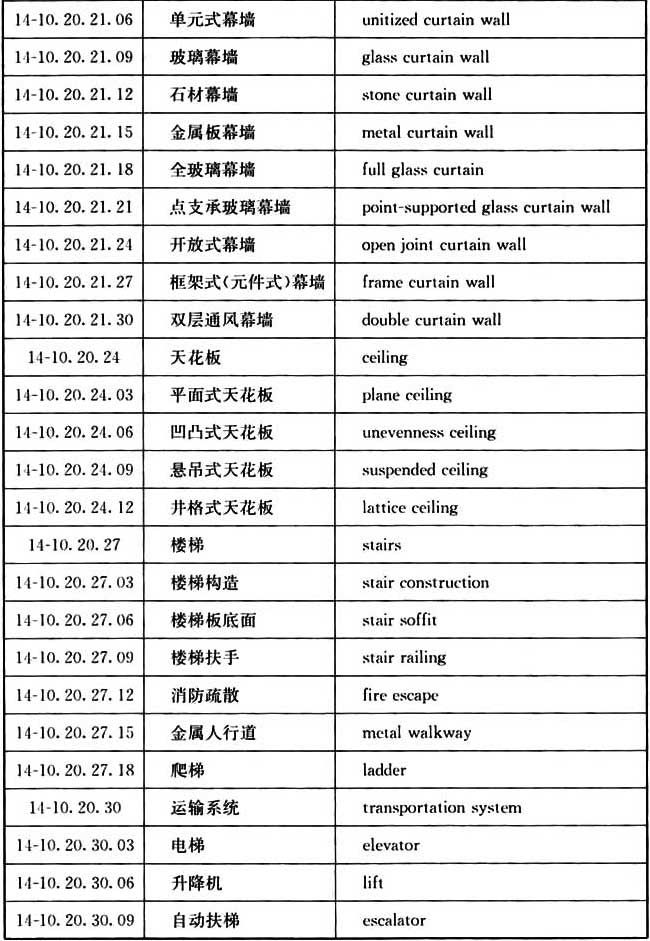 14-10. 20. 21. 06 单元式幕墙 unitized curtain wall
14-10. 20. 21. 09 玻璃幕墙 glass curtain wall
14-10. 20. 21. 12 石材幕墙 stone curtain wall
14-10. 20. 21. 15 金属板幕墙 metal curtain wall
14-10. 20. 21. 18 全玻璃幕墙 full glass curtain
14-10. 20. 21. 21 点支承玻璃幕墙 point-supported glass curtain wall
14-10. 20. 21. 24 开放式幕墙 open joint curtain wall
14-10. 20. 21. 27 框架式(元件式)幕墙 frame curtain wall
14-10. 20. 21. 30 双层通风幕墙 double curtain wall
14-10. 20. 24 天花板 ceiling
14-10. 20. 24. 03 平面式天花板 plane ceiling
14-10. 20. 24. 06 凹凸式天花板 unevenness ceiling
14-10. 20. 24. 09 悬吊式天花板 suspended ceiling
14-10. 20. 24. 12 井格式天花板 lattice ceiling
14-10. 20. 27 楼梯 stairs
14-10. 20. 27. 03 楼梯构造 stair construction
14-10. 20. 27. 06 楼梯板底面 stair soffit
14-10. 20. 27. 09 楼梯扶手 stair railing
14-10. 20. 27. 12 消防疏散 fire escape
14-10. 20. 27. 15 金属人行道 metal walkway
14-10. 20. 27. 18 爬梯 ladder
14-10. 20. 30 运输系统 transportation system
14-10. 20. 30. 03 电梯 elevator
14-10. 20. 30. 06 升降机 lift
14-10. 20. 30. 09 自动扶梯 escalator